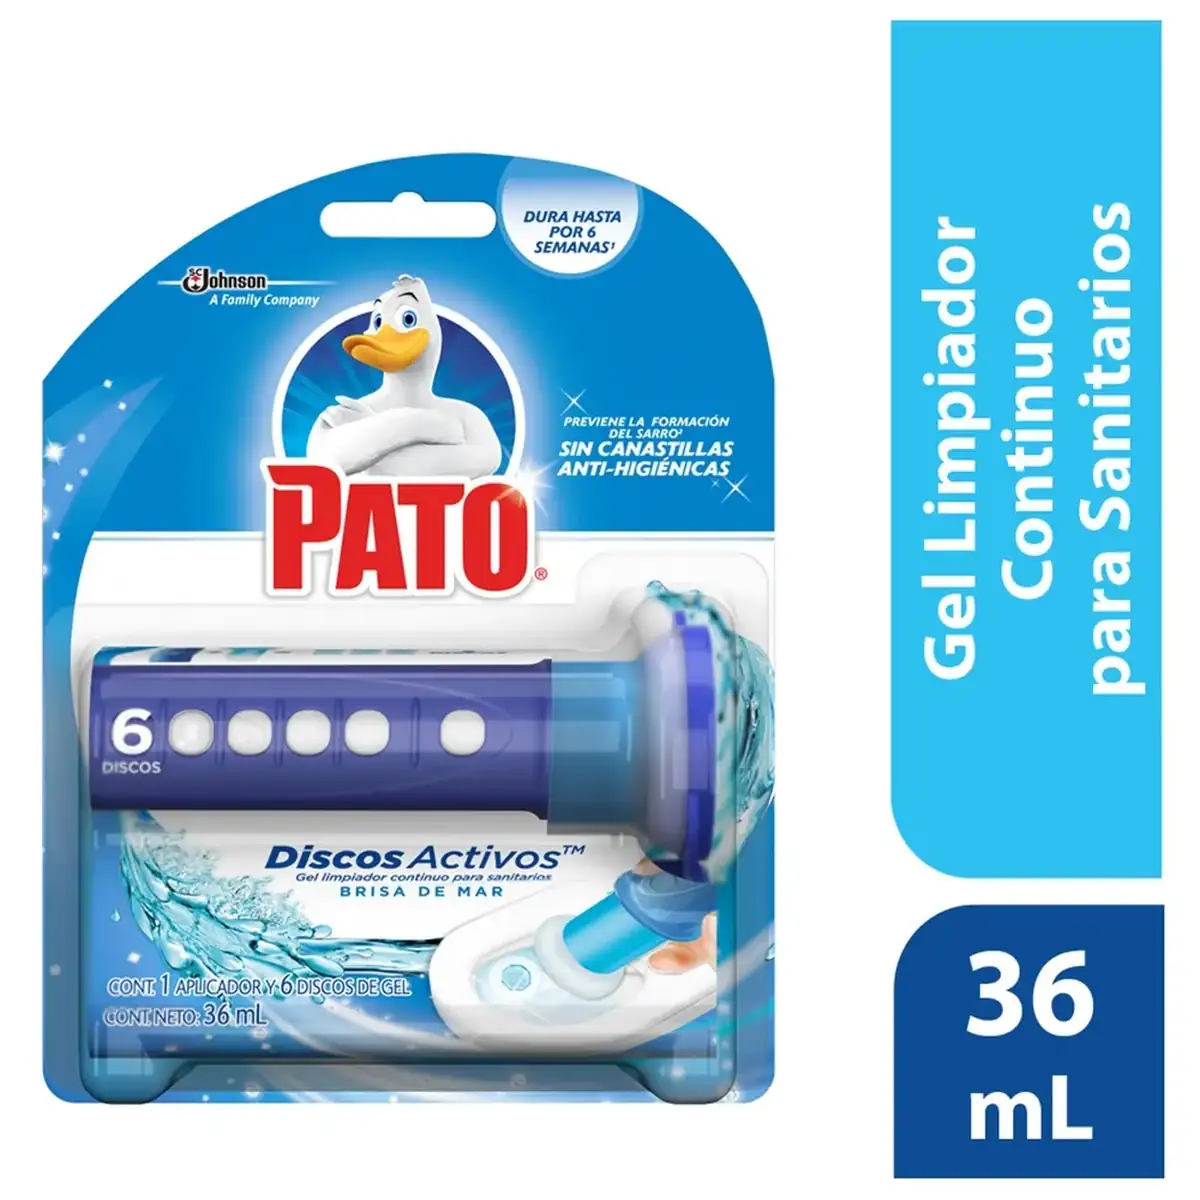 DURA HASTA
POR 6
SEMANAS¹
SC Johnson
A Family Company
PREVIENE LA FORMACIÓN
DEL SARRO²
SIN CANASTILLAS
ANTI-HIGIÉNICAS
PATO®
6
DISCOS
Discos Activos™
Gel limpiador continuo para sanitarios
BRISA DE MAR
CONT. 1 APLICADOR Y 6 DISCOS DE GEL
CONT. NETO: 36 mL
Gel Limpiador
Continuo
para Sanitarios
36
mL